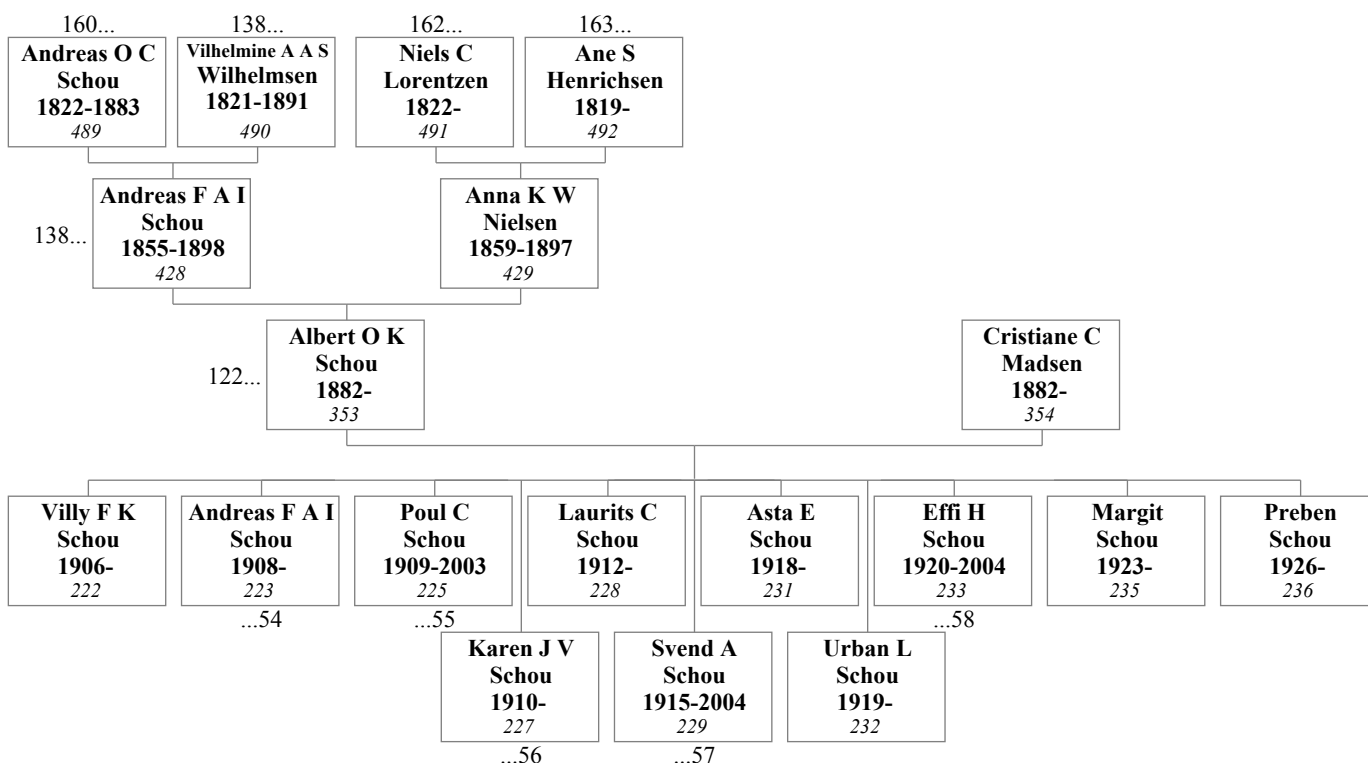 160...
138...
162...
163...
Andreas O C
Schou
1822-1883
489
Vilhelmine A A S
Wilhelmsen
1821-1891
490
Niels C
Lorentzen
1822-
491
Ane S
Henrichsen
1819-
492
138...
Andreas F A I
Schou
1855-1898
428
Anna K W
Nielsen
1859-1897
429
122...
Albert O K
Schou
1882-
353
Cristiane C
Madsen
1882-
354
Villy F K
Schou
1906-
222
Andreas F A I
Schou
1908-
223
...54
Poul C
Schou
1909-2003
225
...55
Laurits C
Schou
1912-
228
Asta E
Schou
1918-
231
Effi H
Schou
1920-2004
233
...58
Margit
Schou
1923-
235
Preben
Schou
1926-
236
Karen J V
Schou
1910-
227
...56
Svend A
Schou
1915-2004
229
...57
Urban L
Schou
1919-
232